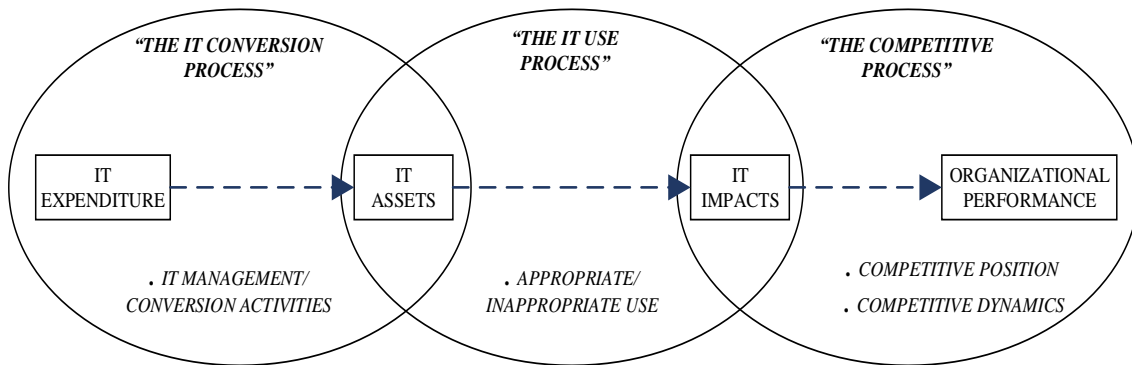 “THE IT CONVERSION
PROCESS”
“THE IT USE
PROCESS”
“THE COMPETITIVE
PROCESS”
IT
EXPENDITURE
IT
ASSETS
IT
IMPACTS
ORGANIZATIONAL
PERFORMANCE
. IT MANAGEMENT/
CONVERSION ACTIVITIES
. APPROPRIATE/
INAPPROPRIATE USE
. COMPETITIVE POSITION
. COMPETITIVE DYNAMICS